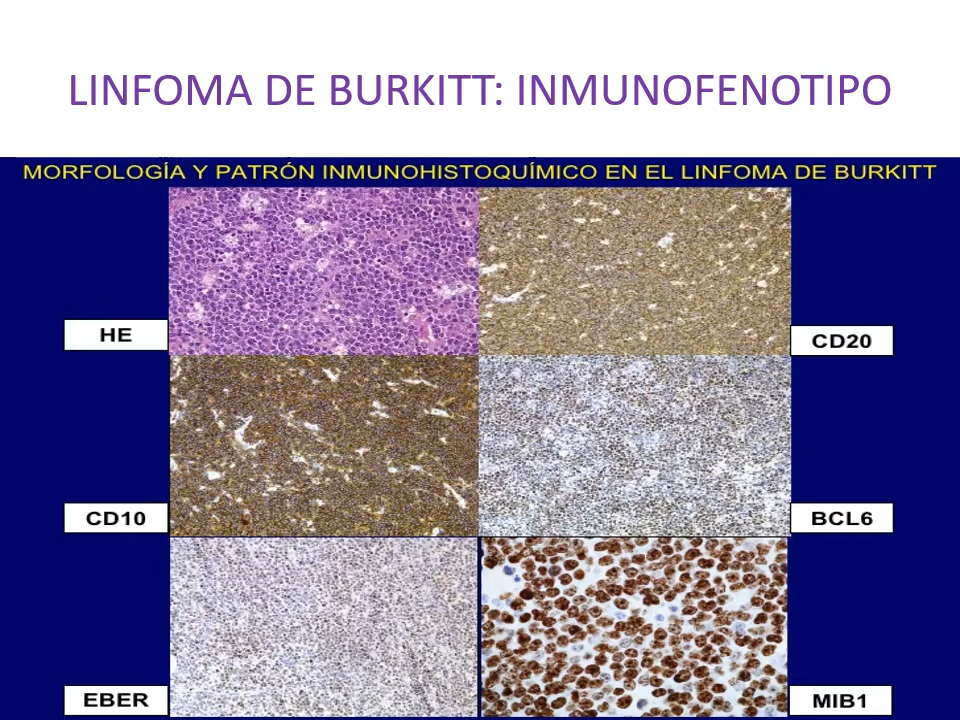 LINFOMA DE BURKITT: INMUNOFENOTIPO
MORFOLOGÍA Y PATRÓN INMUNOHISTOQUÍMICO EN EL LINFOMA DE BURKITT
HE
CD20
CD10
BCL6
EBER
MIB1